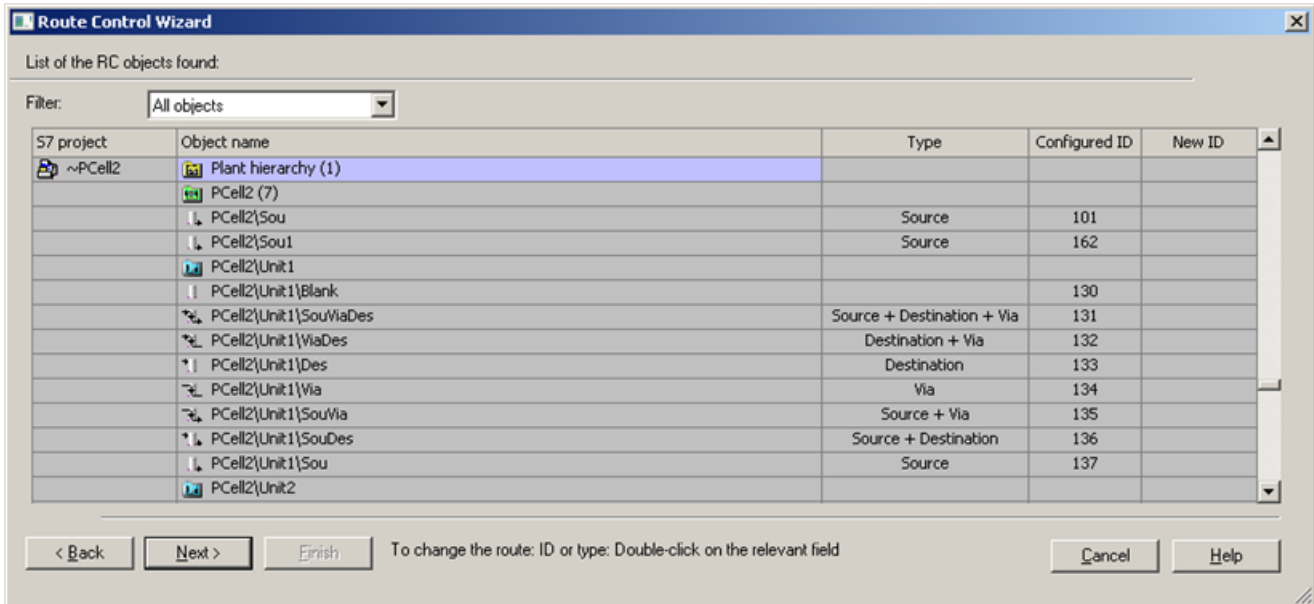 Route Control Wizard
List of the RC objects found:
Filter: All objects
S7 project Object name Type Configured ID New ID
~PCell2 Plant hierarchy (1)
PCell2 (7)
PCell2\Sou Source 101
PCell2\Sou1 Source 162
PCell2\Unit1
PCell2\Unit1\Blank 130
PCell2\Unit1\SouViaDes Source + Destination + Via 131
PCell2\Unit1\ViaDes Destination + Via 132
PCell2\Unit1\Des Destination 133
PCell2\Unit1\Via Via 134
PCell2\Unit1\SouVia Source + Via 135
PCell2\Unit1\SouDes Source + Destination 136
PCell2\Unit1\Sou Source 137
PCell2\Unit2
< Back Next > Finish To change the route: ID or type: Double-click on the relevant field Cancel Help